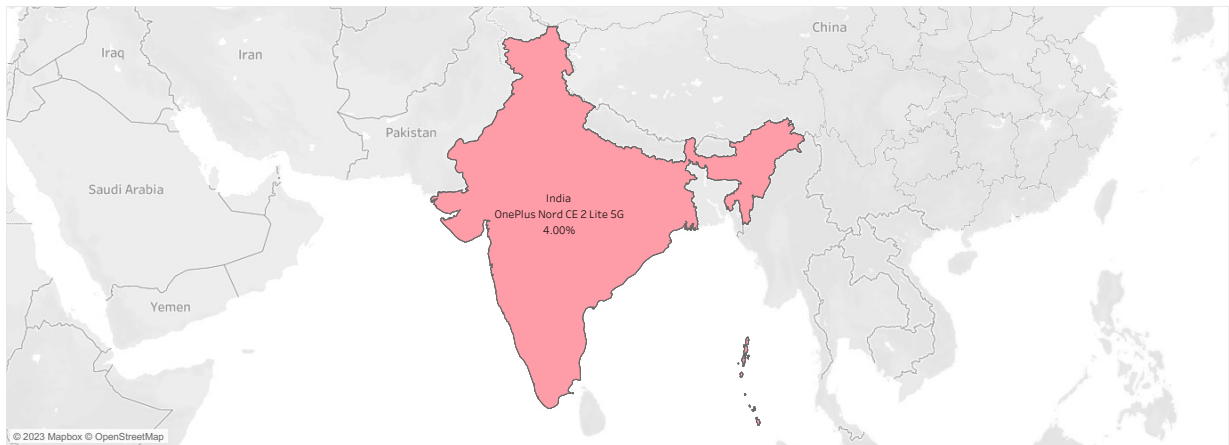 China
Iraq
Iran
Pakistan
Saudi Arabia
India
OnePlus Nord CE 2 Lite 5G
4.00%
Yemen
© 2023 Mapbox © OpenStreetMap